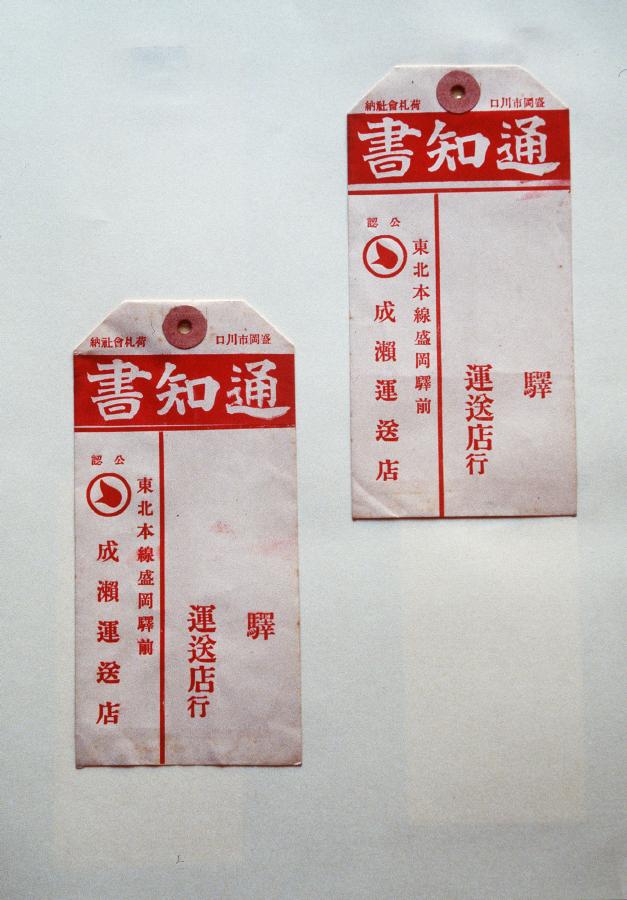 盛岡市川口 荷札會社納
通知書
驛
運送店行
公認
東北本線盛岡驛前
成瀨運送店
盛岡市川口 荷札會社納
通知書
驛
運送店行
公認
東北本線盛岡驛前
成瀨運送店